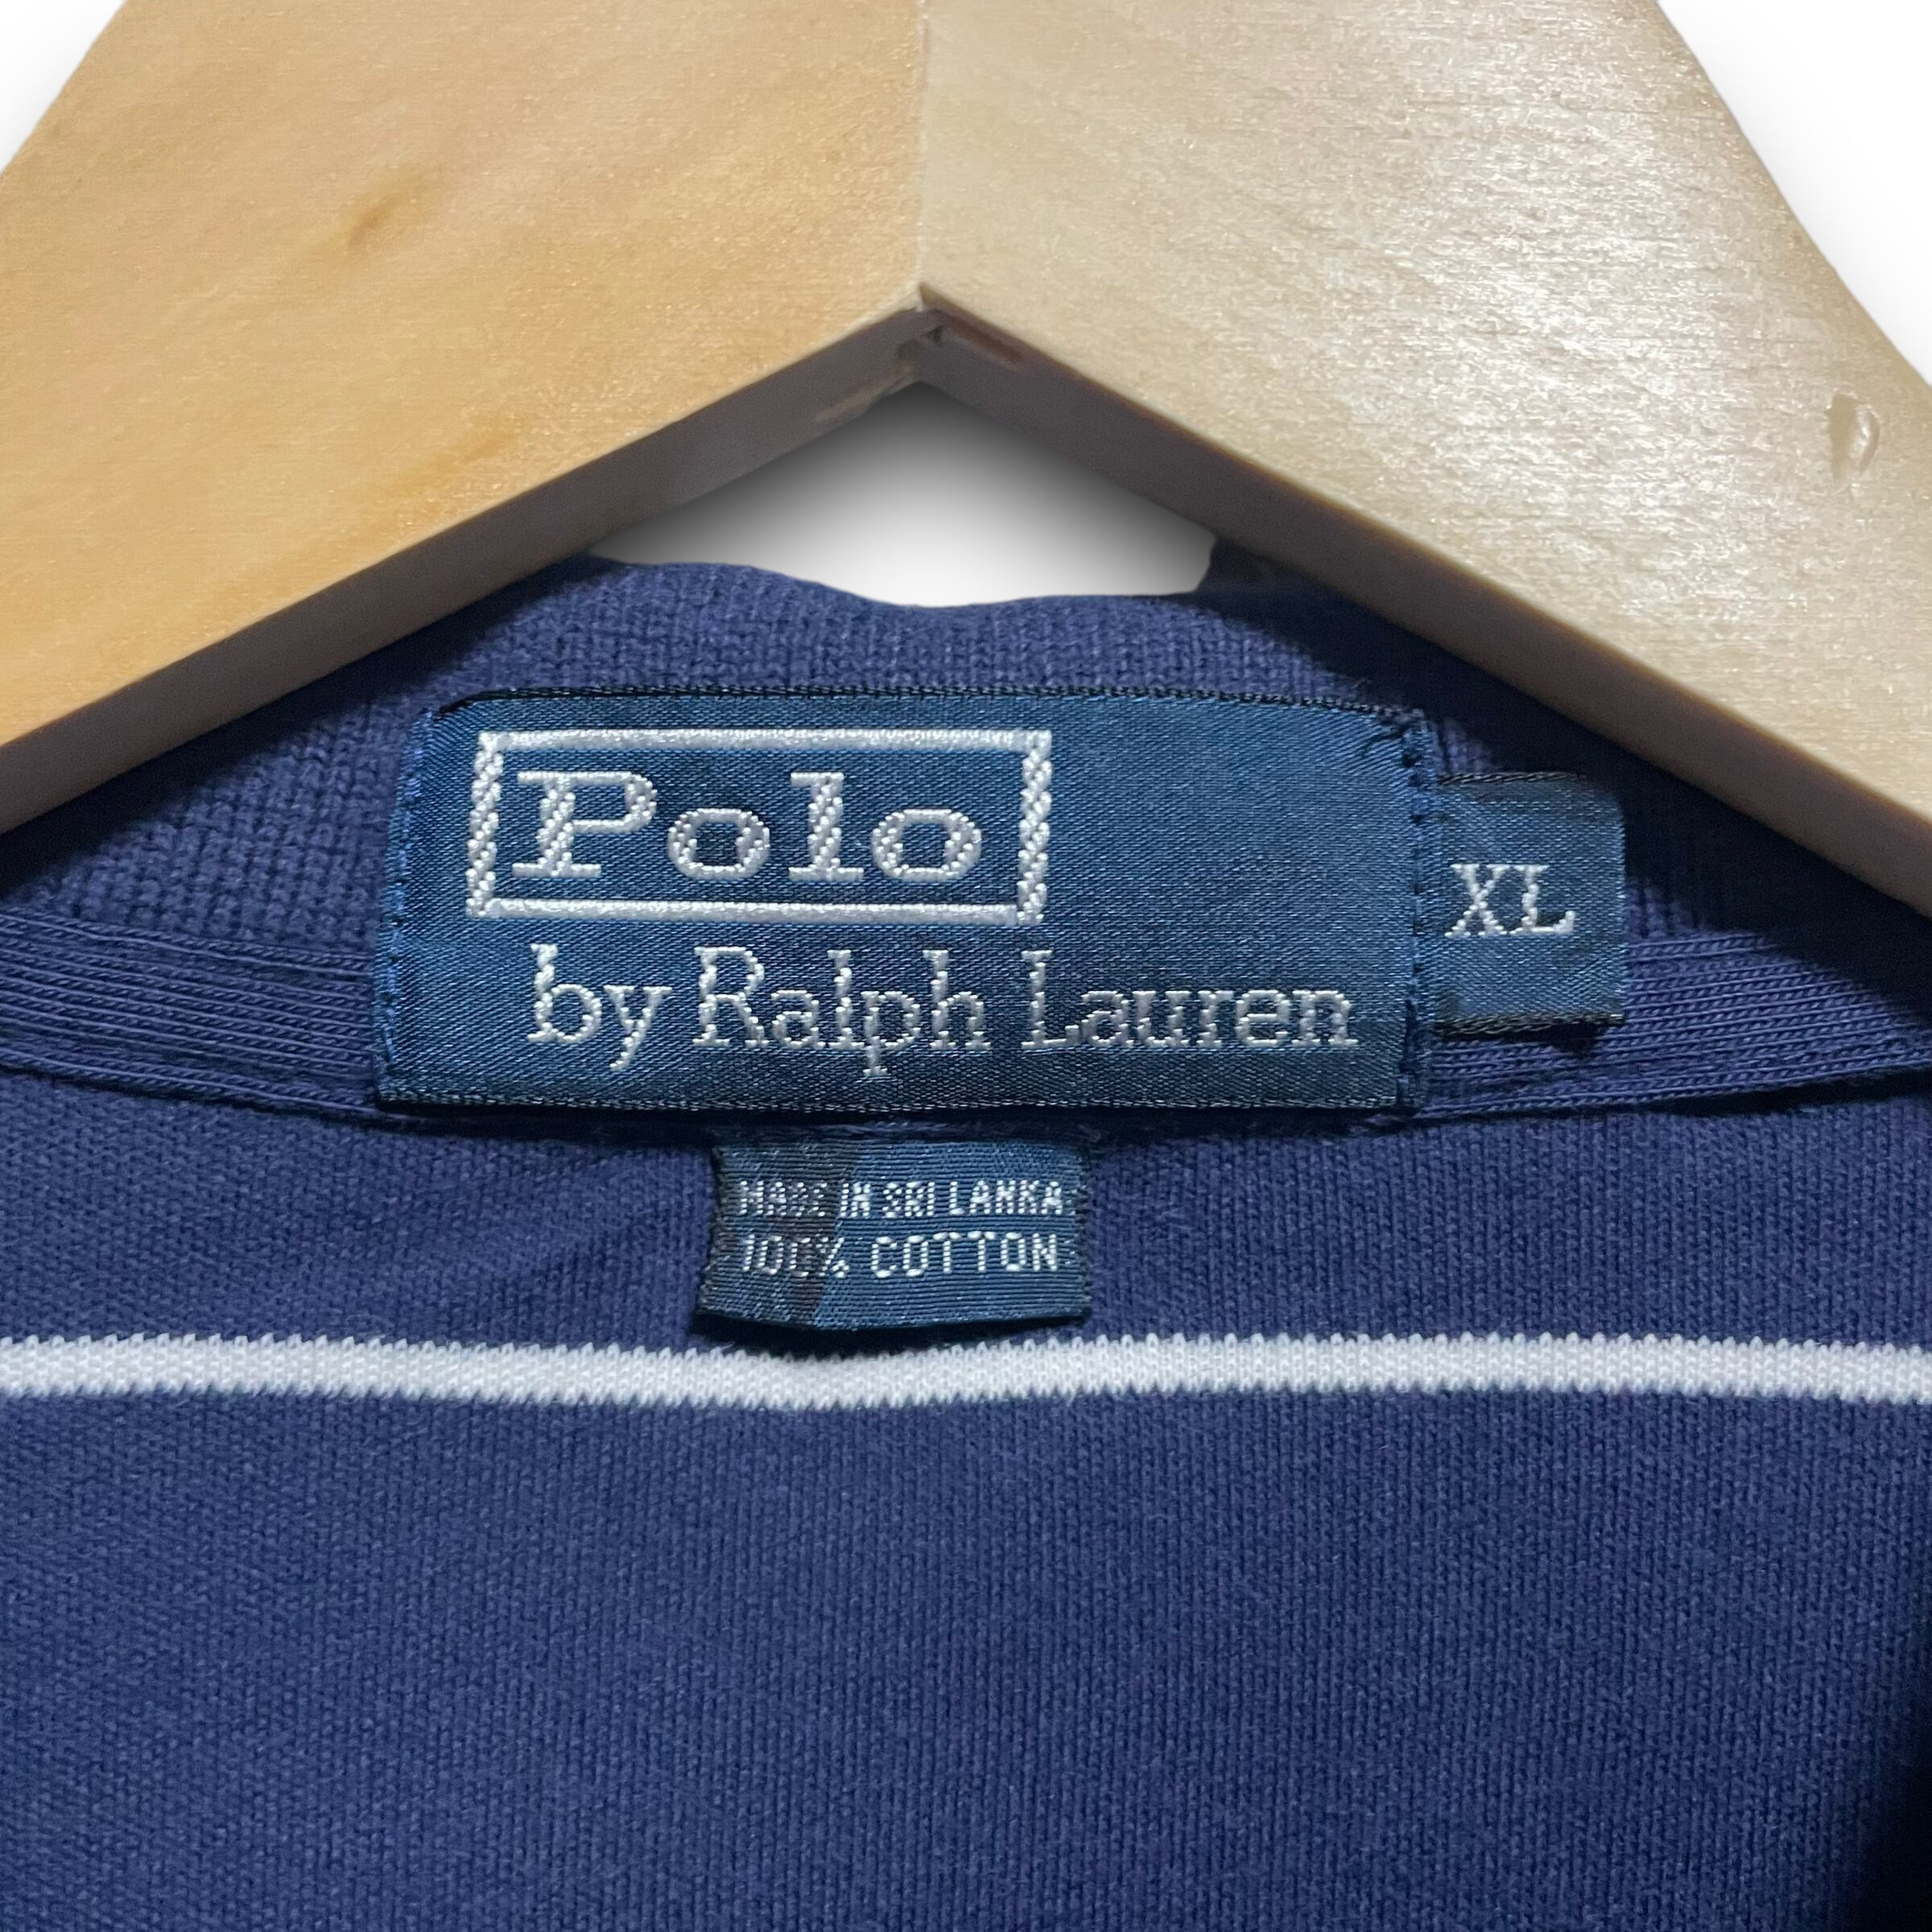 Polo
by Ralph Lauren
XL
MADE IN SRI LANKA
100% COTTON